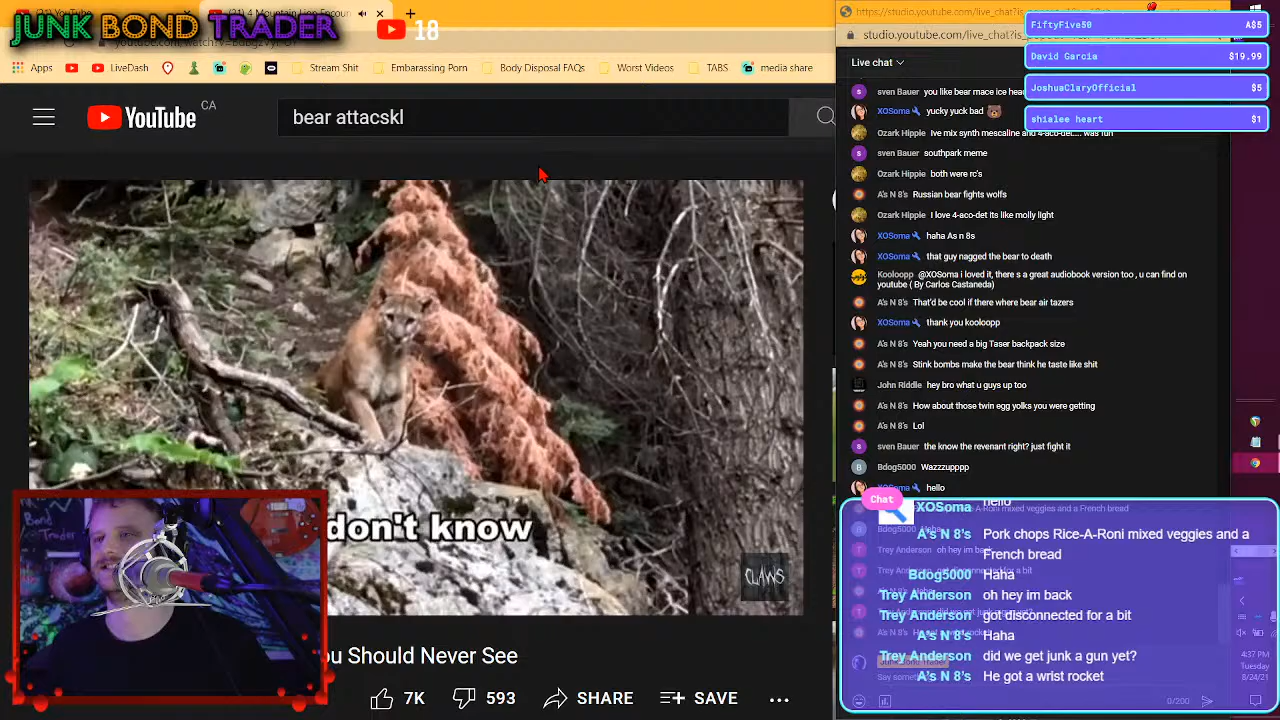 JUNK BOND TRADER
18
Apps
LiveDash
Embarrassing Party
Body OddTV
Worst Videos
TABS
media share
YouTube CA
bear attacskl
don't know
CLAWS
ou Should Never See
7K
593
SHARE
SAVE
Live chat
FiftyFive50 A$5
David Garcia $19.99
JoshuaClaryOfficial $5
shialee heart $1
sven Bauer you like bear mace ice
XOSoma yucky yuck bad
Ozark Hippie Ive mix synth mescaline and 4-aco-det.... was fun
sven Bauer southpark meme
Ozark Hippie both were rc's
A's N 8's Russian bear fights wolfs
Ozark Hippie I love 4-aco-det its like molly light
XOSoma haha As n 8s
XOSoma that guy nagged the bear to death
Kooloopp @XOSoma i loved it, there s a great audiobook version too , u can find on
youtube ( By Carlos Castaneda)
A's N 8's That'd be cool if there where bear air tazers
XOSoma thank you kooloopp
A's N 8's Yeah you need a big Taser backpack size
A's N 8's Stink bombs make the bear think he taste like shit
John Riddle hey bro what u guys up too
A's N 8's How about those twin egg yolks you were getting
A's N 8's Lol
sven Bauer the know the revenant right? just fight it
Bdog5000 Wazzzupppp
XOSoma hello
Chat
XOSoma hello
A's N 8's Pork chops Rice-A-Roni mixed veggies and a
French bread
Bdog5000 Haha
Trey Anderson oh hey im back
Trey Anderson got disconnected for a bit
A's N 8's Haha
Trey Anderson did we get junk a gun yet?
A's N 8's He got a wrist rocket
0/200
4:37 PM
Tuesday
8/24/21